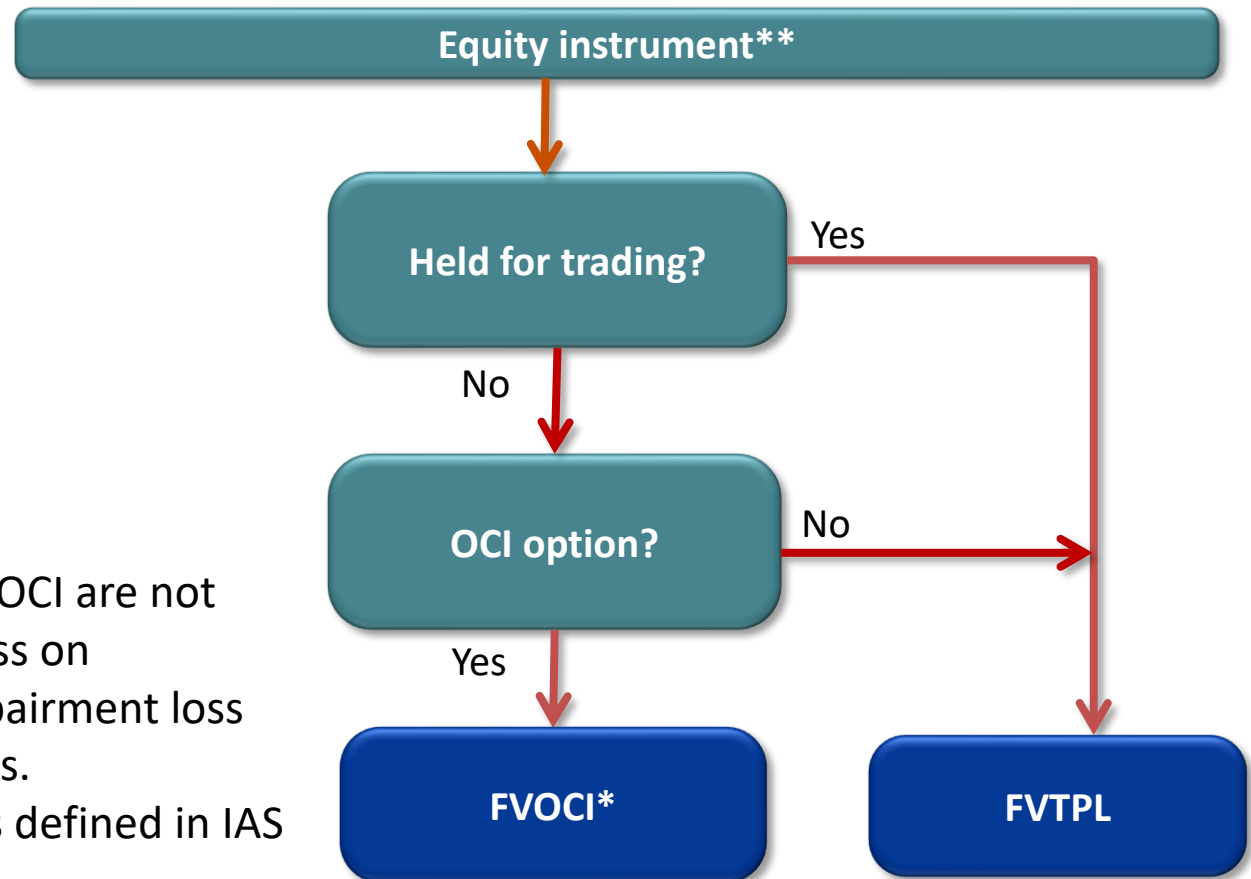 Equity instrument**
Held for trading?
Yes
No
OCI option?
No
Yes
OCI are not
ss on
pairment loss
s.
s defined in IAS
FVOCI*
FVTPL